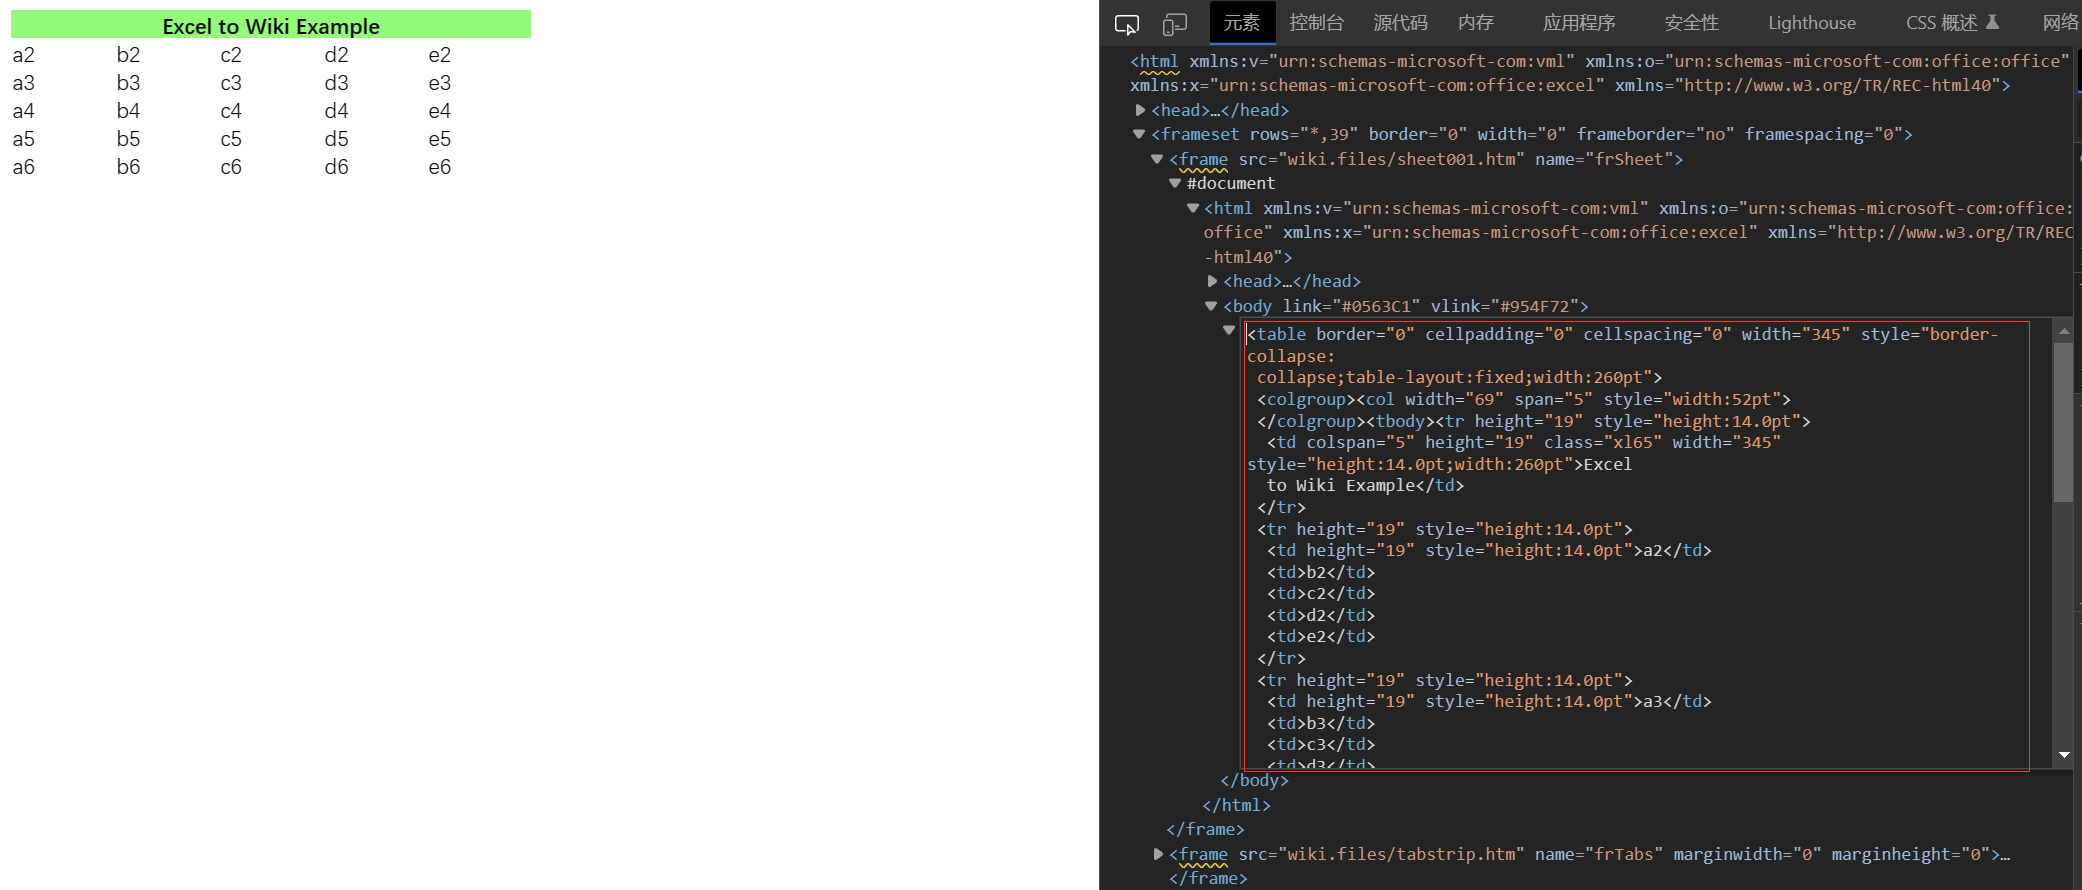 Excel to Wiki Example
a2 b2 c2 d2 e2
a3 b3 c3 d3 e3
a4 b4 c4 d4 e4
a5 b5 c5 d5 e5
a6 b6 c6 d6 e6
元素 控制台 源代码 内存 应用程序 安全性 Lighthouse CSS 概述 网络
<html xmlns:v="urn:schemas-microsoft-com:vml" xmlns:o="urn:schemas-microsoft-com:office:office"
xmlns:x="urn:schemas-microsoft-com:office:excel" xmlns="http://www.w3.org/TR/REC-html40">
<head>…</head>
<frameset rows="*,39" border="0" width="0" frameborder="no" framespacing="0">
<frame src="wiki.files/sheet001.htm" name="frSheet">
#document
<html xmlns:v="urn:schemas-microsoft-com:vml" xmlns:o="urn:schemas-microsoft-com:office:
office" xmlns:x="urn:schemas-microsoft-com:office:excel" xmlns="http://www.w3.org/TR/REC
-html40">
<head>…</head>
<body link="#0563C1" vlink="#954F72">
<table border="0" cellpadding="0" cellspacing="0" width="345" style="border-
collapse:
collapse;table-layout:fixed;width:260pt">
<colgroup><col width="69" span="5" style="width:52pt">
</colgroup><tbody><tr height="19" style="height:14.0pt">
<td colspan="5" height="19" class="xl65" width="345"
style="height:14.0pt;width:260pt">Excel
to Wiki Example</td>
</tr>
<tr height="19" style="height:14.0pt">
<td height="19" style="height:14.0pt">a2</td>
<td>b2</td>
<td>c2</td>
<td>d2</td>
<td>e2</td>
</tr>
<tr height="19" style="height:14.0pt">
<td height="19" style="height:14.0pt">a3</td>
<td>b3</td>
<td>c3</td>
<td>d3</td>
</body>
</html>
</frame>
<frame src="wiki.files/tabstrip.htm" name="frTabs" marginwidth="0" marginheight="0">…
</frame>